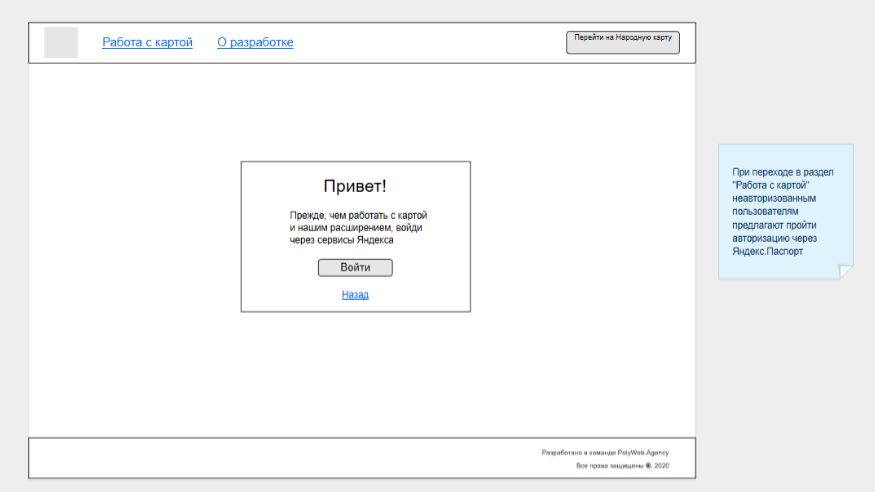 Работа с картой
О разработке
Перейти на Народную карту
Привет!
Прежде, чем работать с картой
и нашим расширением, войди
через сервисы Яндекса
Войти
Назад
При переходе в раздел
"Работа с картой"
неавторизованным
пользователям
предлагают пройти
авторизацию через
Яндекс.Паспорт
Разработано в команде PolyWeb.Agency
Все права защищены ®, 2020